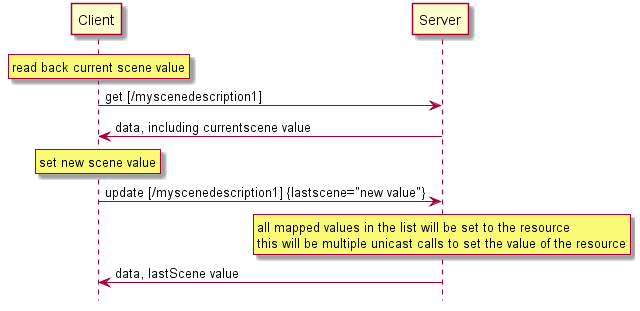 Client
Server
read back current scene value
get [/myscenedescription1]
data, including currentscene value
set new scene value
update [/myscenedescription1] {lastscene="new value"}
all mapped values in the list will be set to the resource
this will be multiple unicast calls to set the value of the resource
data, lastScene value